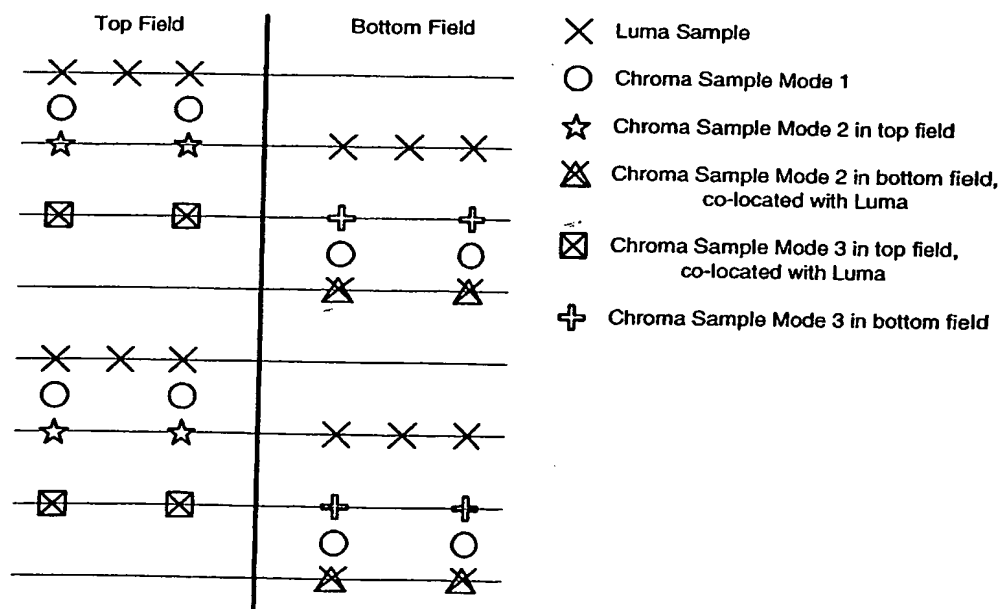 Top Field
Bottom Field
Luma Sample
Chroma Sample Mode 1
Chroma Sample Mode 2 in top field
Chroma Sample Mode 2 in bottom field,
co-located with Luma
Chroma Sample Mode 3 in top field,
co-located with Luma
Chroma Sample Mode 3 in bottom field